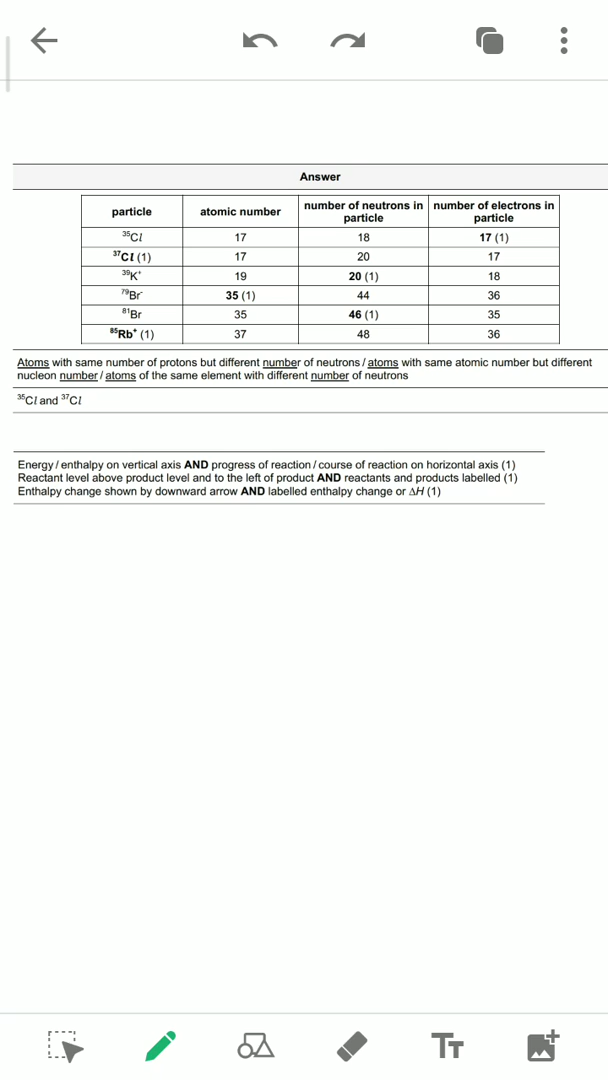 Answer
particle atomic number number of neutrons in particle number of electrons in particle
³⁵Cl 17 18 17 (1)
³⁷Cl (1) 17 20 17
³⁹K⁺ 19 20 (1) 18
⁷⁹Br⁻ 35 (1) 44 36
⁸¹Br 35 46 (1) 35
⁸⁵Rb⁺ (1) 37 48 36
Atoms with same number of protons but different number of neutrons / atoms with same atomic number but different
nucleon number / atoms of the same element with different number of neutrons
³⁵Cl and ³⁷Cl
Energy / enthalpy on vertical axis AND progress of reaction / course of reaction on horizontal axis (1)
Reactant level above product level and to the left of product AND reactants and products labelled (1)
Enthalpy change shown by downward arrow AND labelled enthalpy change or ΔH (1)
TT